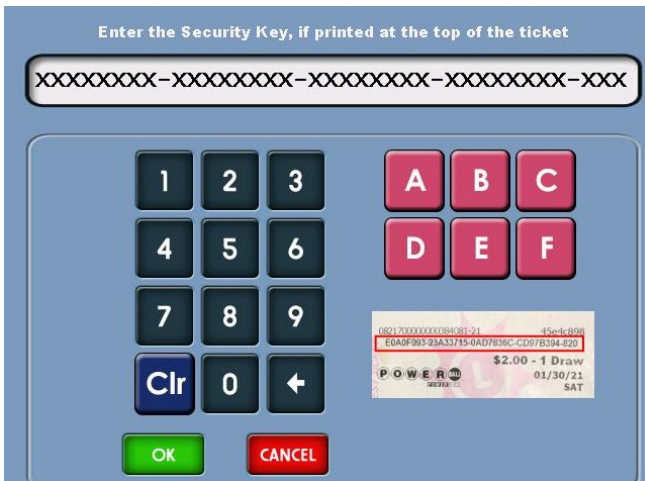 Enter the Security Key, if printed at the top of the ticket
XXXXXXXX-XXXXXXXX-XXXXXXXX-XXXXXXXX-XXX
1 2 3 A B C
4 5 6 D E F
7 8 9
Clr 0
OK CANCEL
0821700000000384081-21 45e4c898
E0A0F093-23A33715-0AD7836C-CD97B394-820
$2.00 - 1 Draw
POWERBALL
01/30/21
SAT